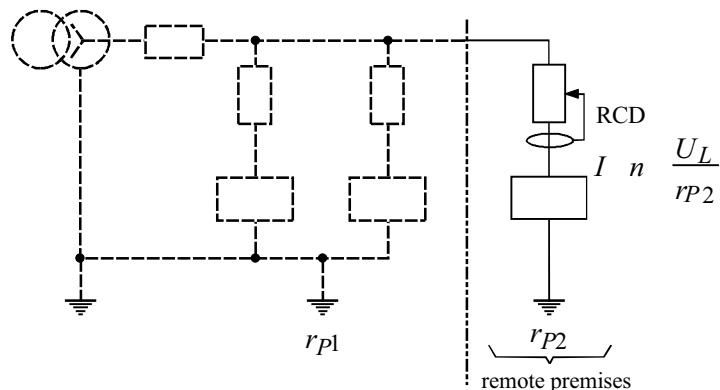 RCD
I n U_L / r_P2
r_P1
r_P2
remote premises